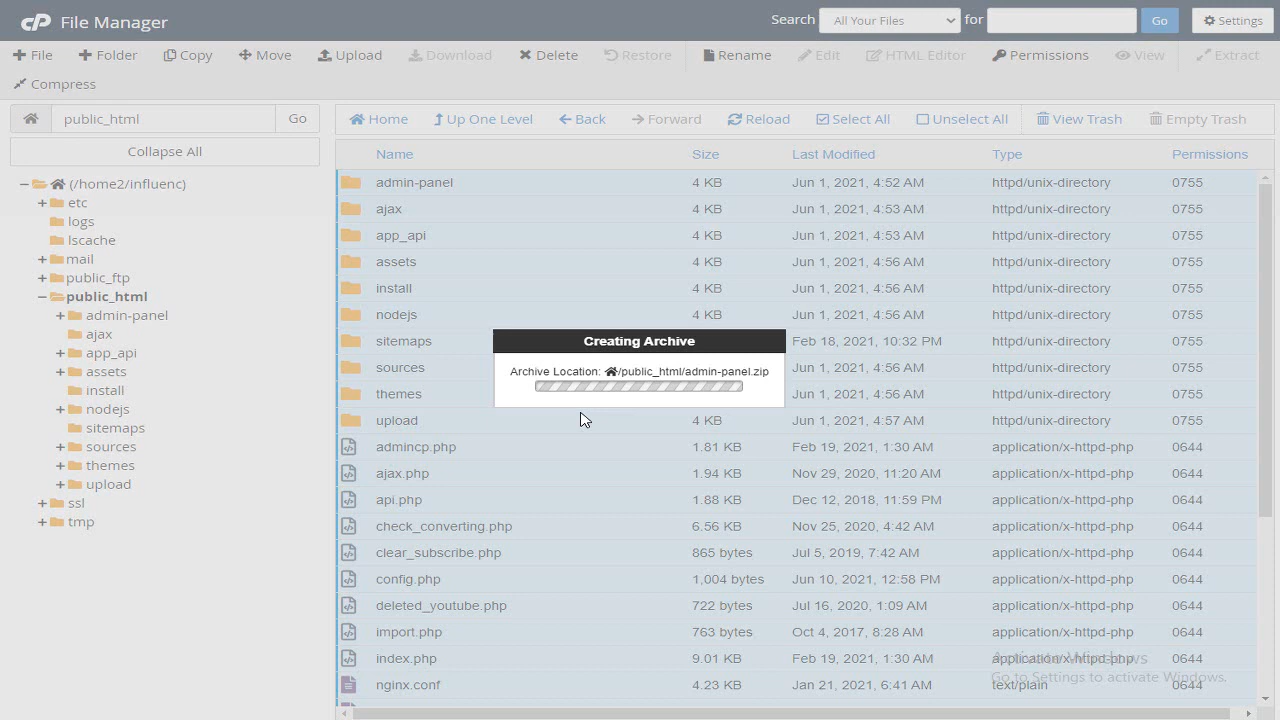 cP File Manager
Search All Your Files for Go Settings
File Folder Copy Move Upload Download Delete Restore Rename Edit HTML Editor Permissions View Extract
Compress
public_html Go
Home Up One Level Back Forward Reload Select All Unselect All View Trash Empty Trash
Collapse All
(/home2/influenc)
etc
logs
lscache
mail
public_ftp
public_html
admin-panel
ajax
app_api
assets
install
nodejs
sitemaps
sources
themes
upload
ssl
tmp
Name Size Last Modified Type Permissions
admin-panel 4 KB Jun 1, 2021, 4:52 AM httpd/unix-directory 0755
ajax 4 KB Jun 1, 2021, 4:53 AM httpd/unix-directory 0755
app_api 4 KB Jun 1, 2021, 4:53 AM httpd/unix-directory 0755
assets 4 KB Jun 1, 2021, 4:56 AM httpd/unix-directory 0755
install 4 KB Jun 1, 2021, 4:56 AM httpd/unix-directory 0755
nodejs 4 KB Jun 1, 2021, 4:56 AM httpd/unix-directory 0755
sitemaps Feb 18, 2021, 10:32 PM httpd/unix-directory 0755
sources Jun 1, 2021, 4:56 AM httpd/unix-directory 0755
themes Jun 1, 2021, 4:56 AM httpd/unix-directory 0755
upload 4 KB Jun 1, 2021, 4:57 AM httpd/unix-directory 0755
admincp.php 1.81 KB Feb 19, 2021, 1:30 AM application/x-httpd-php 0644
ajax.php 1.94 KB Nov 29, 2020, 11:20 AM application/x-httpd-php 0644
api.php 1.88 KB Dec 12, 2018, 11:59 PM application/x-httpd-php 0644
check_converting.php 6.56 KB Nov 25, 2020, 4:42 AM application/x-httpd-php 0644
clear_subscribe.php 865 bytes Jul 5, 2019, 7:42 AM application/x-httpd-php 0644
config.php 1,004 bytes Jun 10, 2021, 12:58 PM application/x-httpd-php 0644
deleted_youtube.php 722 bytes Jul 16, 2020, 1:09 AM application/x-httpd-php 0644
import.php 763 bytes Oct 4, 2017, 8:28 AM application/x-httpd-php 0644
index.php 9.01 KB Feb 19, 2021, 1:30 AM application/x-httpd-php 0644
nginx.conf 4.23 KB Jan 21, 2021, 6:41 AM text/plain 0644
Creating Archive
Archive Location: /public_html/admin-panel.zip
Activate Windows
Go to Settings to activate Windows.